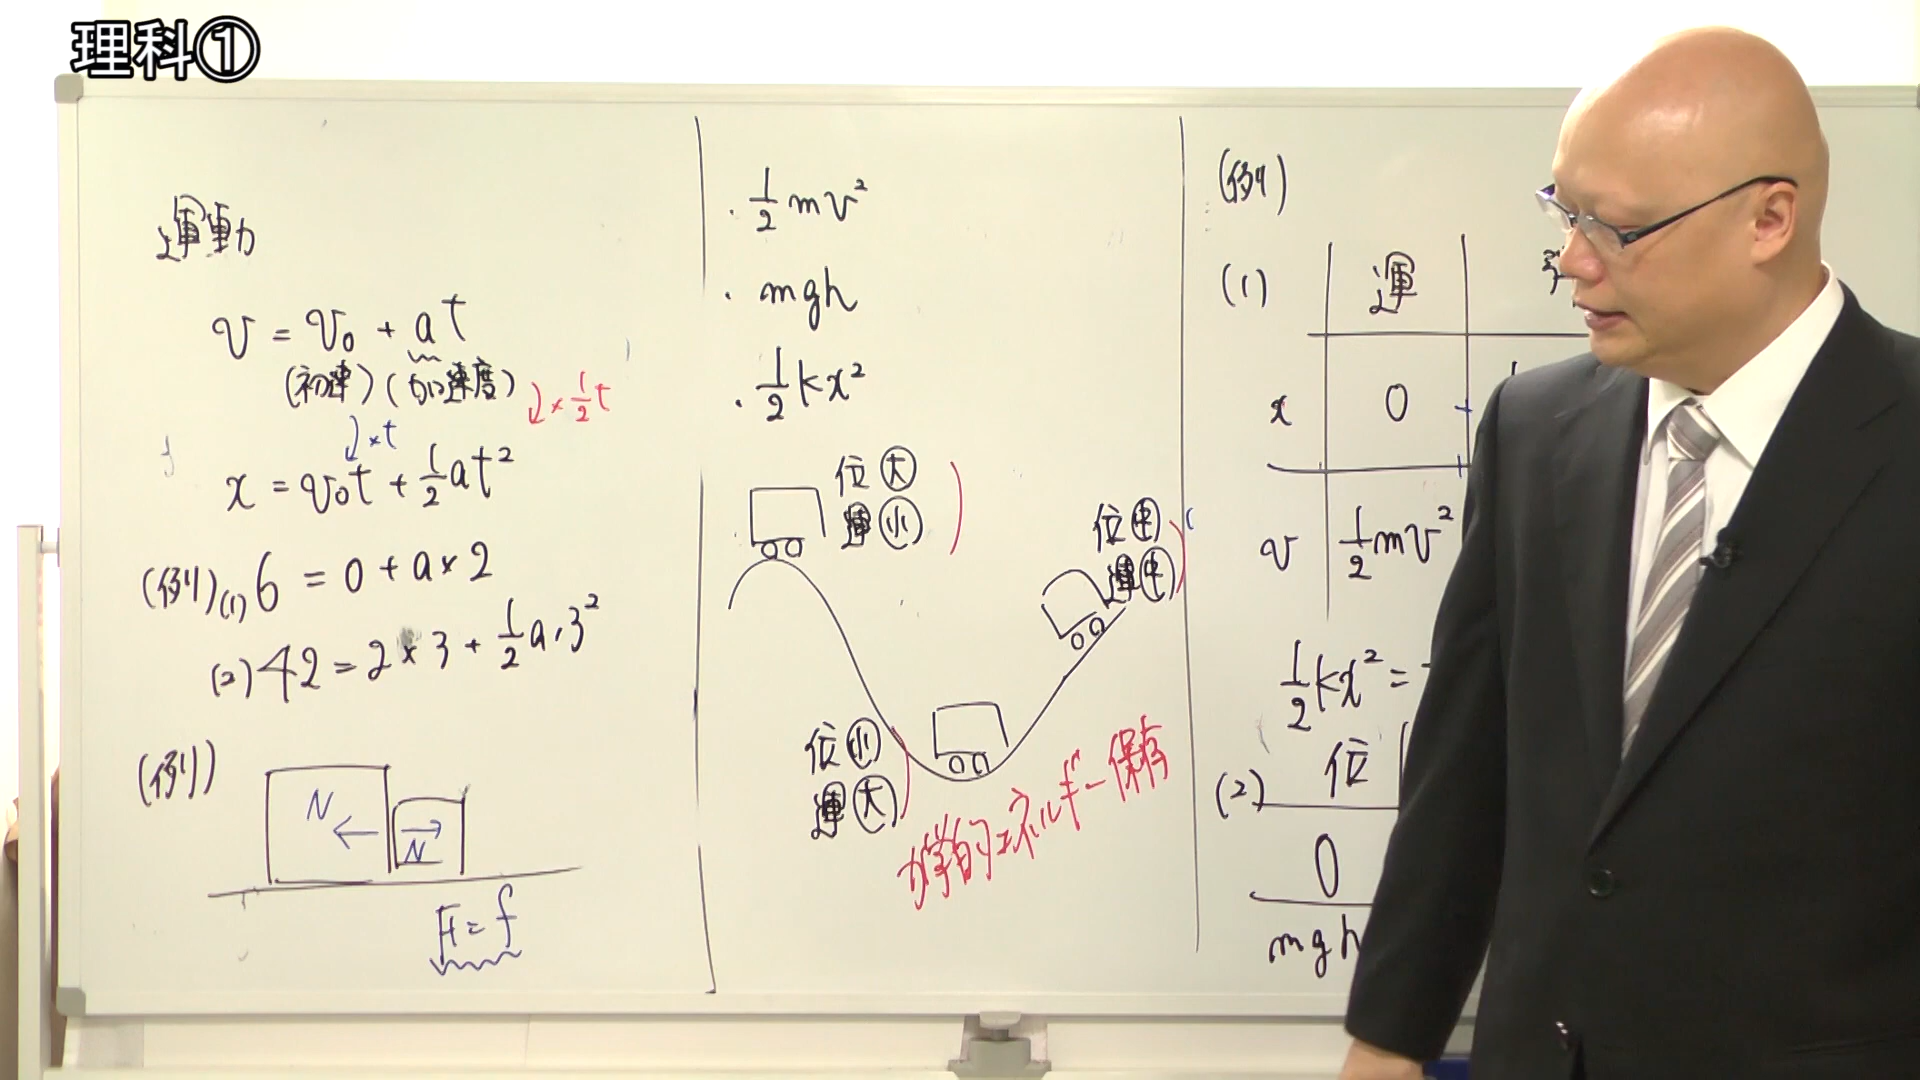 理科①
運動
v = v₀ + at
(初速)(加速度)
×½t
×t
x = v₀t + ½at²
(例)(1) 6 = 0 + a×2
(2) 42 = 2×3 + ½a・3²
(例)
N
N
F = f
・½mv²
・mgh
・½kx²
位 大
運 小
位 中
運 中
位 小
運 大
力学的エネルギー保存
(例)
(1) 運
x 0
v ½mv²
½kx² =
(2) 位
0
mgh